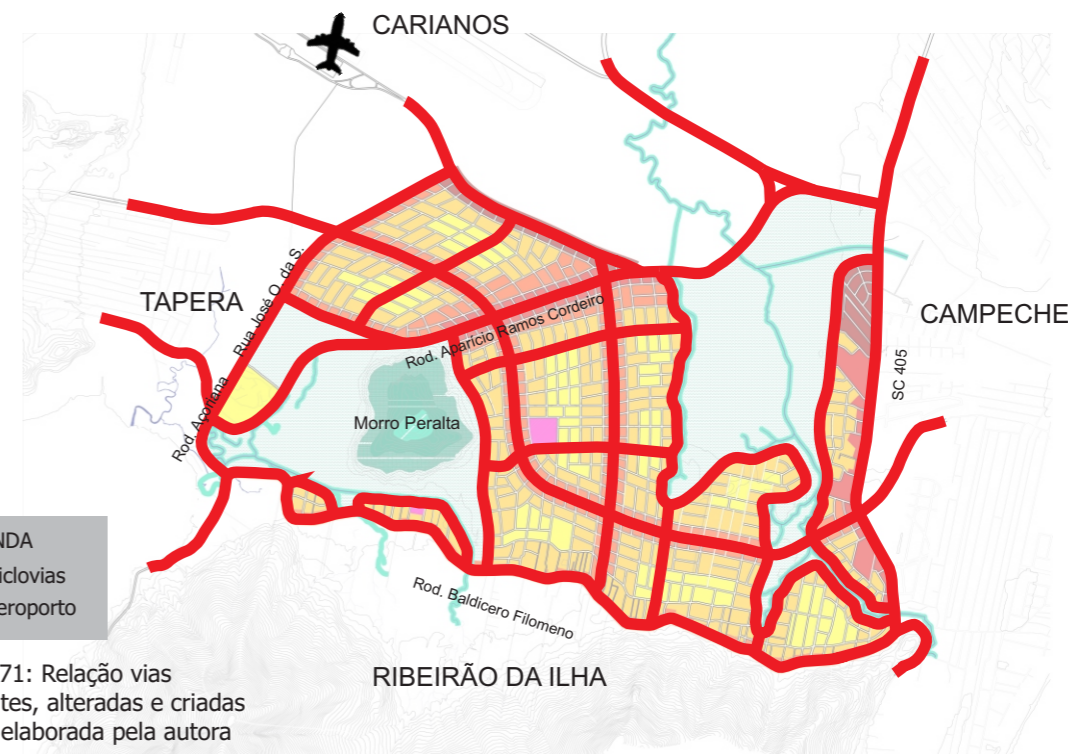 CARIANOS
TAPERA
Rua José O. da S.
Rod. Açoriana
Rod. Aparício Ramos Cordeiro
Morro Peralta
CAMPECHE
SC 405
Rod. Baldicero Filomeno
RIBEIRÃO DA ILHA
NDA
iclovias
eroporto
71: Relação vias
tes, alteradas e criadas
elaborada pela autora